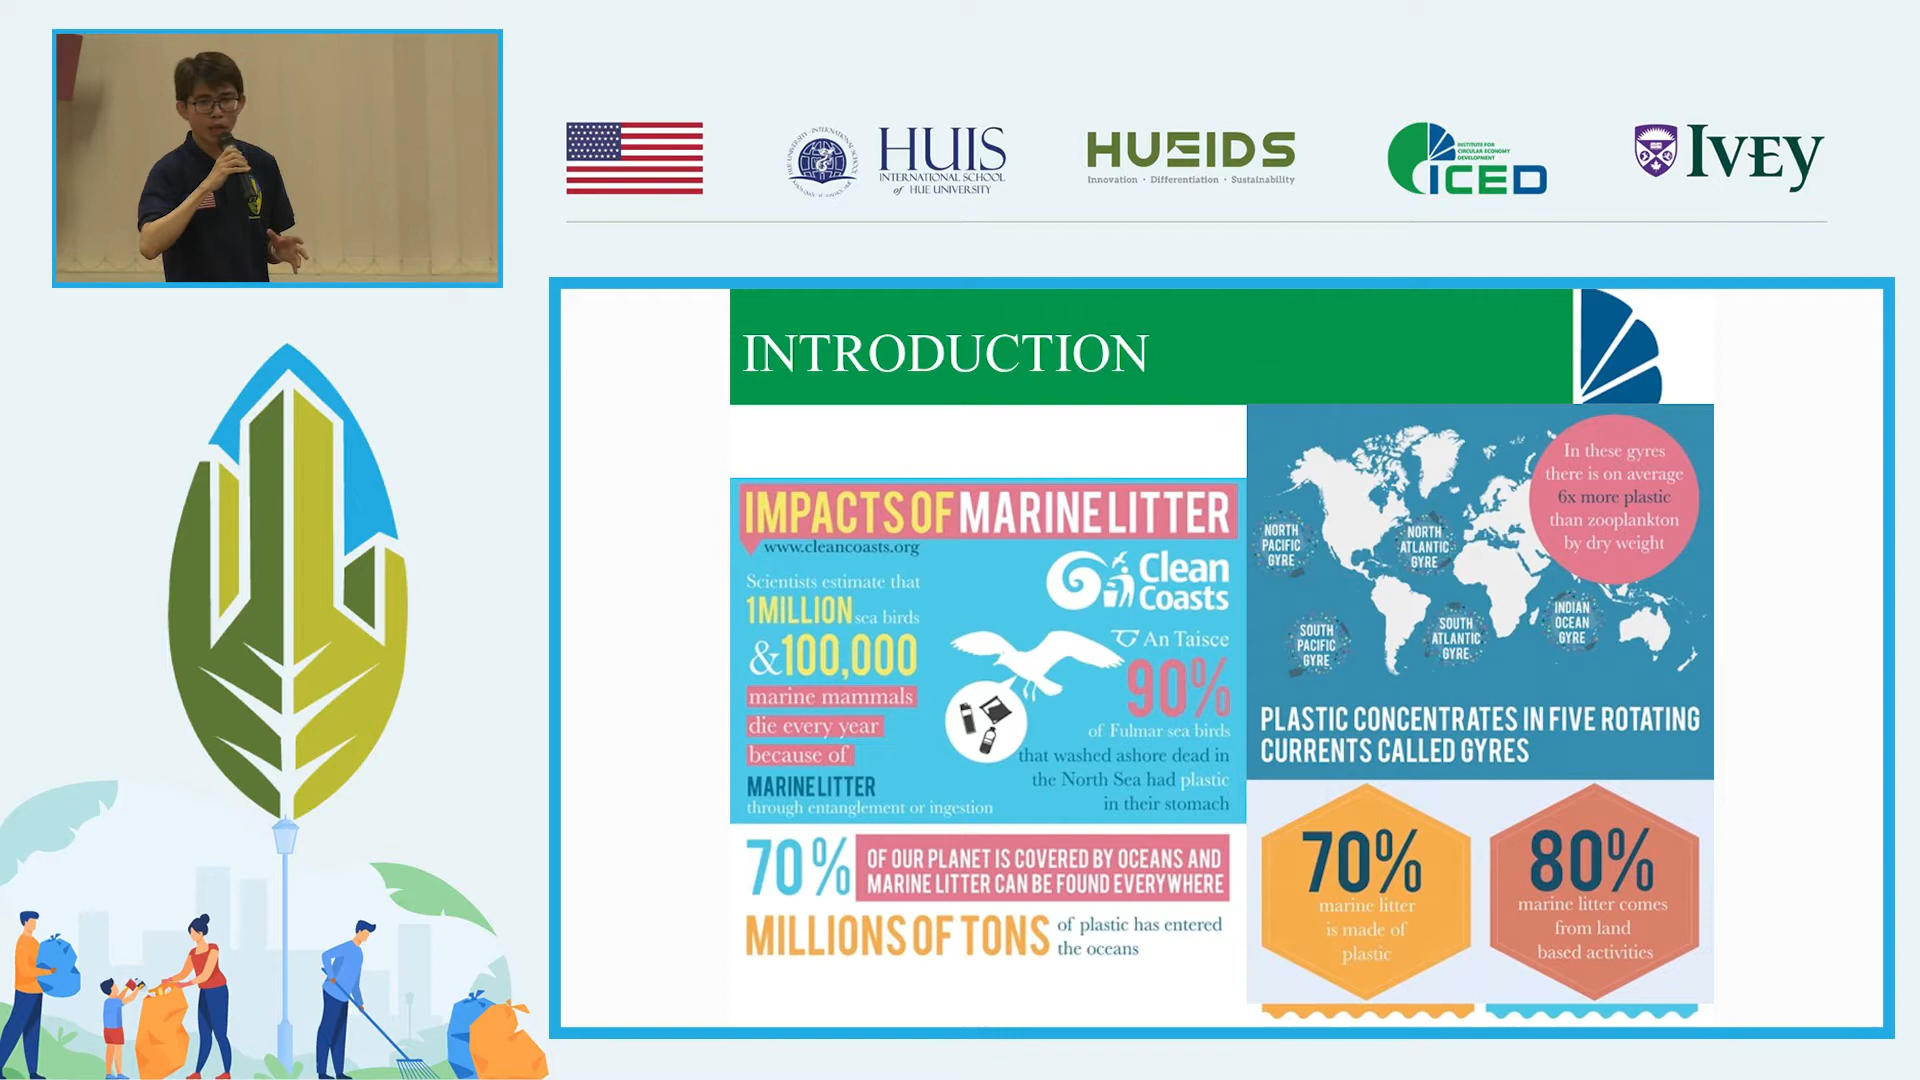 HUIS
INTERNATIONAL SCHOOL
of HUE UNIVERSITY
HUEIDS
Innovation · Differentiation · Sustainability
INSTITUTE FOR
CIRCULAR ECONOMY
DEVELOPMENT
ICED
IVEY
INTRODUCTION
IMPACTS OF MARINE LITTER
www.cleancoasts.org
Clean
Coasts
An Taisce
Scientists estimate that
1 MILLION sea birds
& 100,000
marine mammals
die every year
because of
MARINE LITTER
through entanglement or ingestion
90%
of Fulmar sea birds
that washed ashore dead in
the North Sea had plastic
in their stomach
70% OF OUR PLANET IS COVERED BY OCEANS AND
MARINE LITTER CAN BE FOUND EVERYWHERE
MILLIONS OF TONS of plastic has entered
the oceans
In these gyres
there is on average
6x more plastic
than zooplankton
by dry weight
NORTH
PACIFIC
GYRE
NORTH
ATLANTIC
GYRE
SOUTH
PACIFIC
GYRE
SOUTH
ATLANTIC
GYRE
INDIAN
OCEAN
GYRE
PLASTIC CONCENTRATES IN FIVE ROTATING
CURRENTS CALLED GYRES
70%
marine litter
is made of
plastic
80%
marine litter comes
from land
based activities